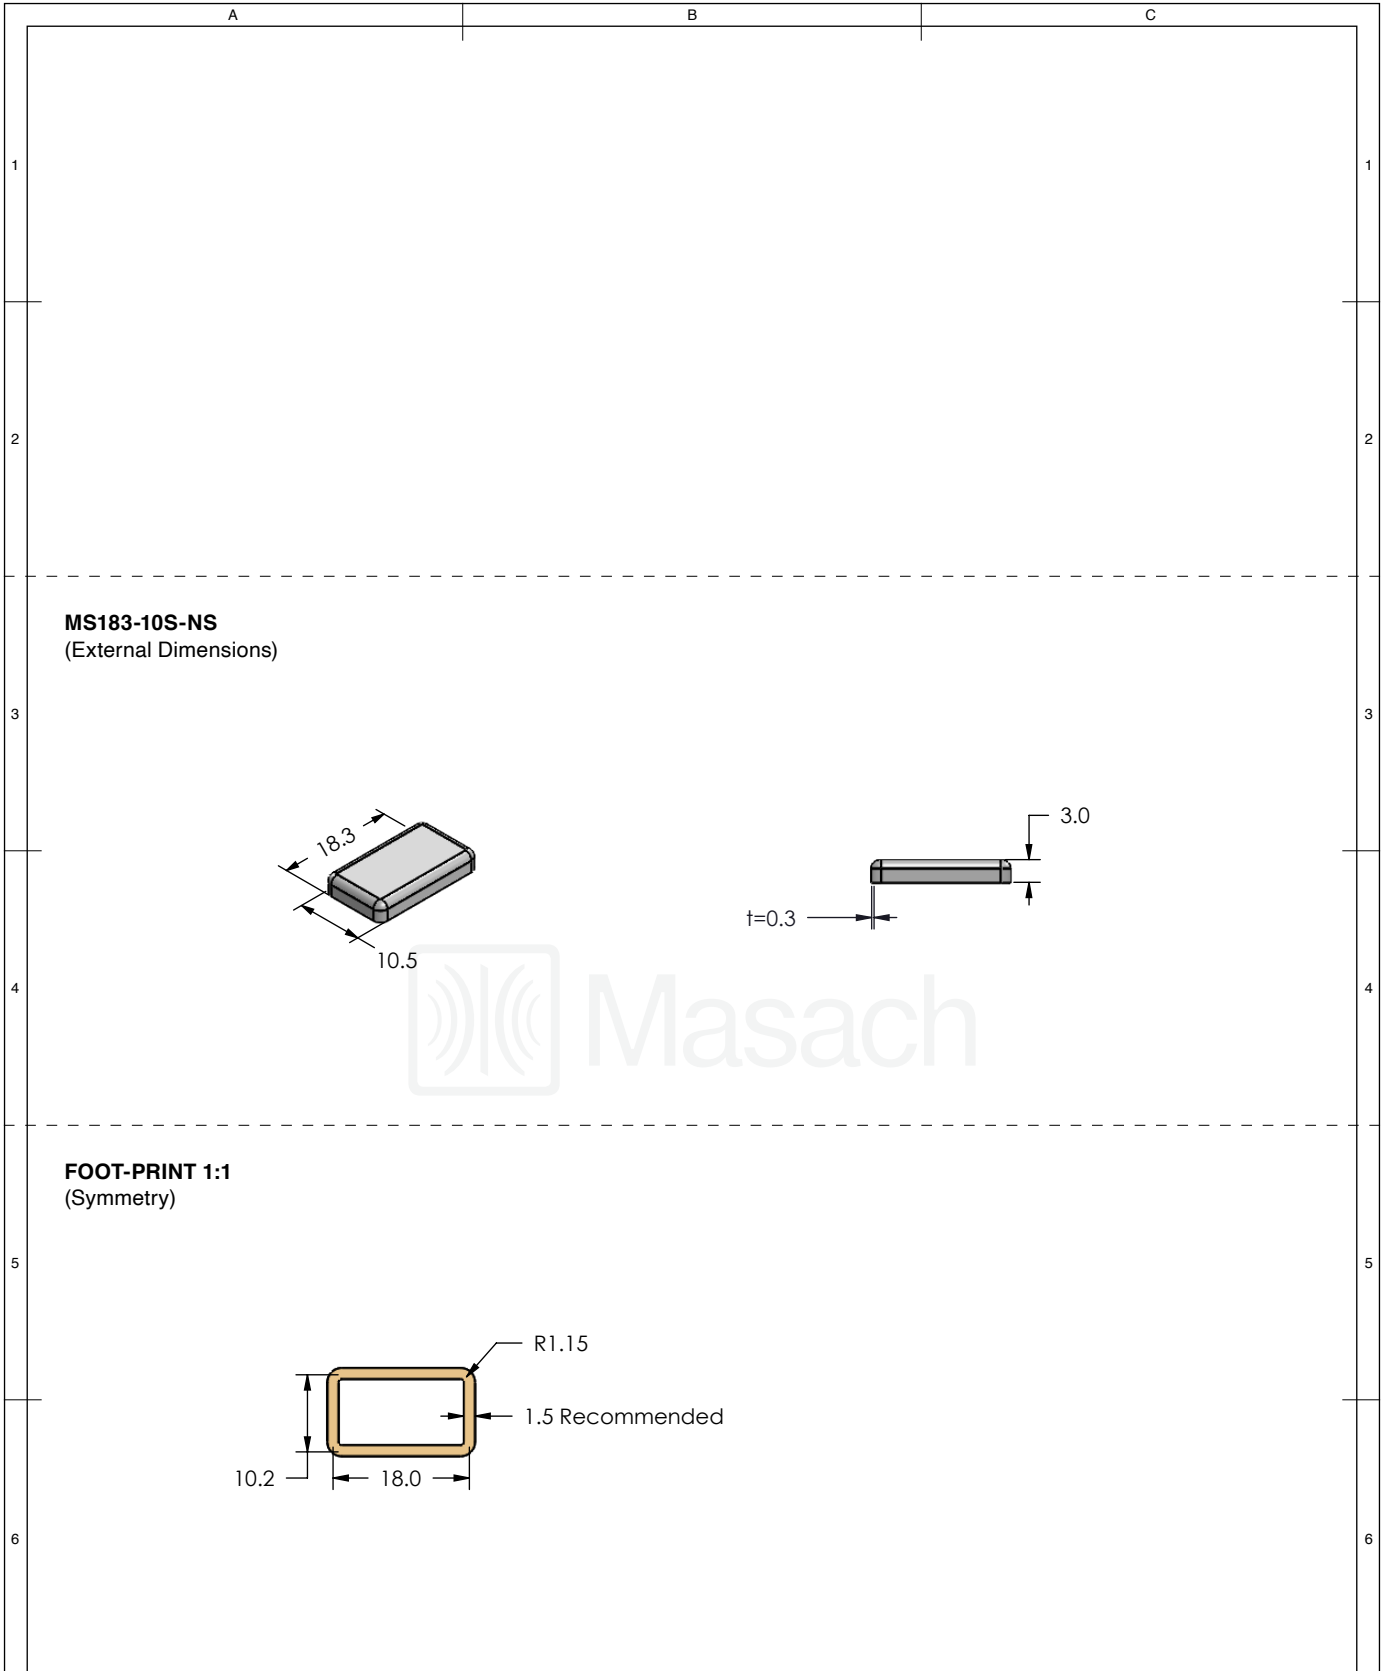 A B C
1 1
2 2
MS183-10S-NS
(External Dimensions)
3 3
18.3
3.0
t=0.3
10.5
Masach
4 4
FOOT-PRINT 1:1
(Symmetry)
5 5
R1.15
1.5 Recommended
10.2
18.0
6 6